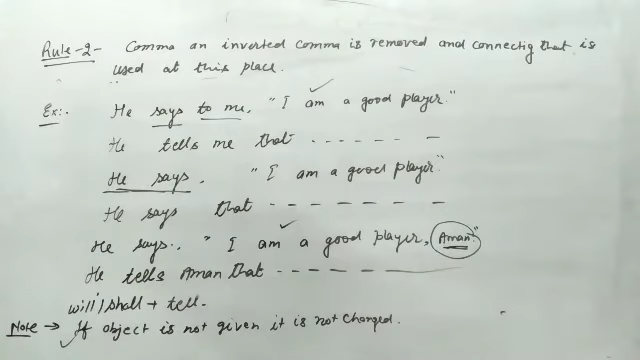 Rule-2- Comma an inverted comma is removed and connectig that is
used at this place.
Ex:. He says to me, "I am a good player."
He tells me that ------ -
He says, "I am a good player."
He says that --------
He says., "I am a good player, Aman."
He tells Aman that -------
will/shall + tell.
Note → If object is not given it is not changed.